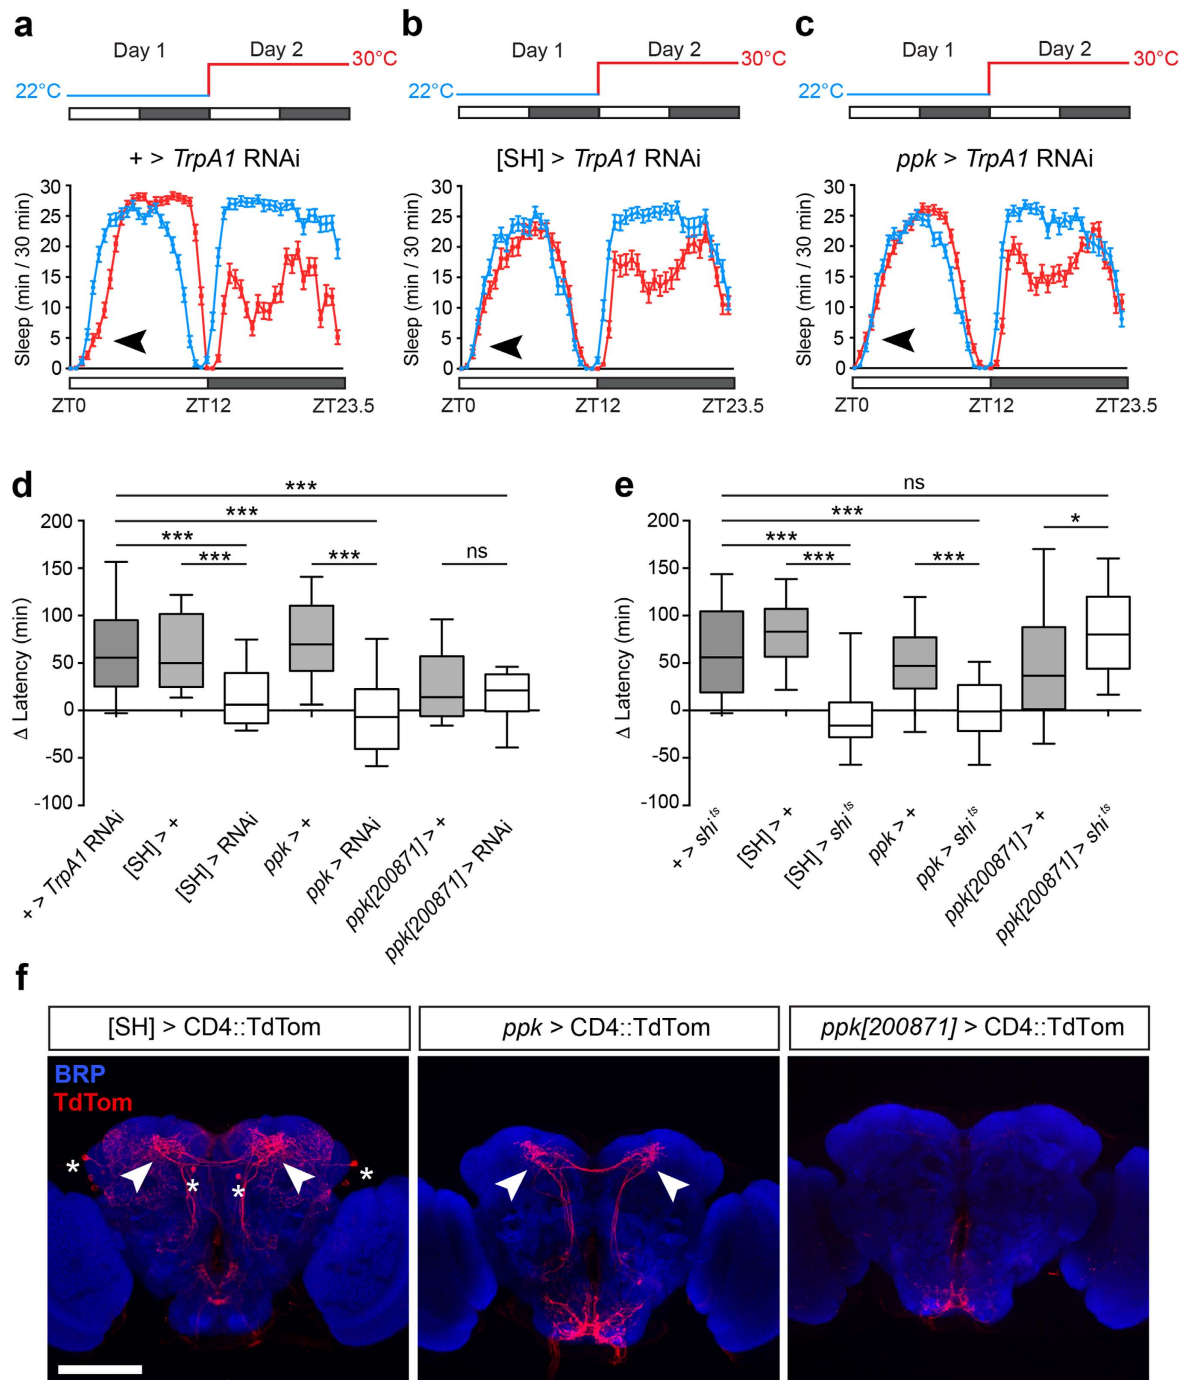 a
Day 1
Day 2
22°C
30°C
+ > TrpA1 RNAi
Sleep (min / 30 min)
30
25
20
15
10
5
0
ZT0
ZT12
ZT23.5
b
Day 1
Day 2
22°C
30°C
[SH] > TrpA1 RNAi
Sleep (min / 30 min)
30
25
20
15
10
5
0
ZT0
ZT12
ZT23.5
c
Day 1
Day 2
22°C
30°C
ppk > TrpA1 RNAi
Sleep (min / 30 min)
30
25
20
15
10
5
0
ZT0
ZT12
ZT23.5
d
***
***
***
***
***
ns
Δ Latency (min)
200
150
100
50
0
-50
-100
+ > TrpA1 RNAi
[SH] > +
[SH] > RNAi
ppk > +
ppk > RNAi
ppk[200871] > +
ppk[200871] > RNAi
e
ns
***
***
***
***
*
Δ Latency (min)
200
150
100
50
0
-50
-100
+ > shi ts
[SH] > +
[SH] > shi ts
ppk > +
ppk > shi ts
ppk[200871] > +
ppk[200871] > shi ts
f
[SH] > CD4::TdTom
ppk > CD4::TdTom
ppk[200871] > CD4::TdTom
BRP
TdTom
*
*
*
*